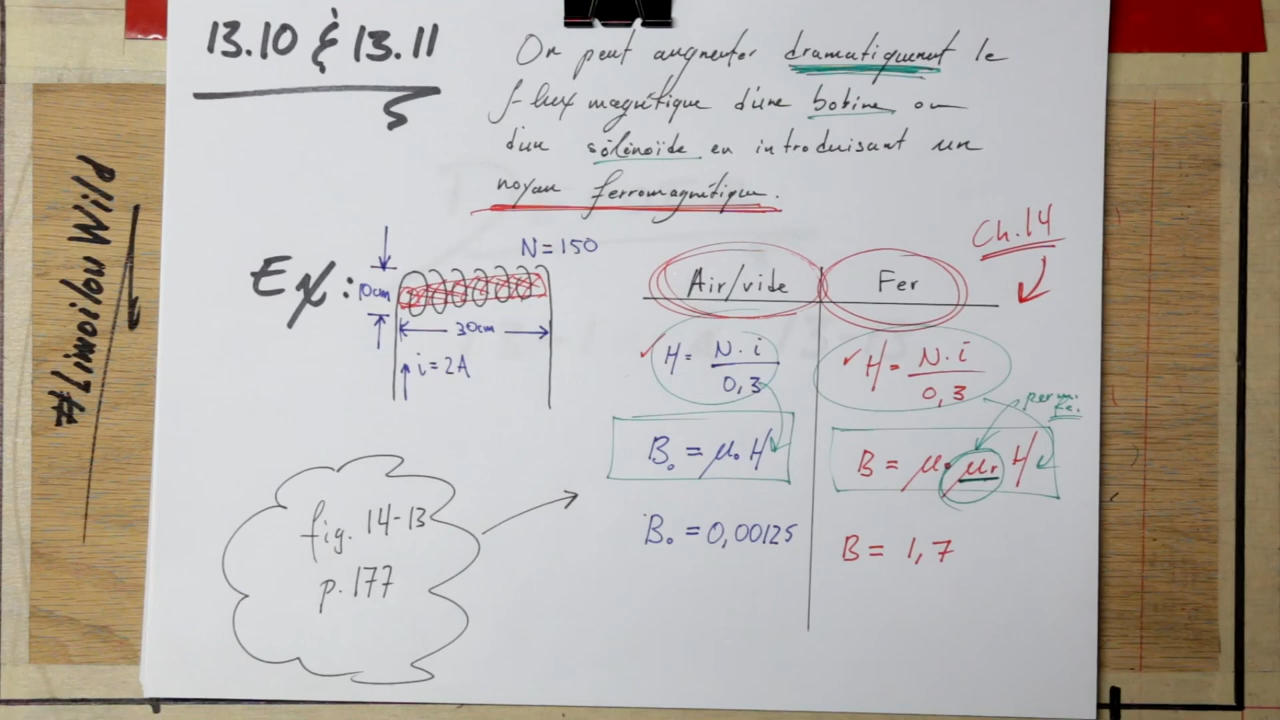 13.10 & 13.11
On peut augmenter dramatiquement le
flux magnétique d'une bobine ou
d'un solénoïde en introduisant un
noyau ferromagnétique.
#Limoilou Wild
Ex:
N=150
10cm
30cm
i=2A
Ch.14
Air/vide
Fer
H = N·i / 0,3
H = N·i / 0,3
perm.
B₀ = μ₀ H
B = μ₀ μr H
B₀ = 0,00125
B = 1,7
fig. 14-13
p. 177